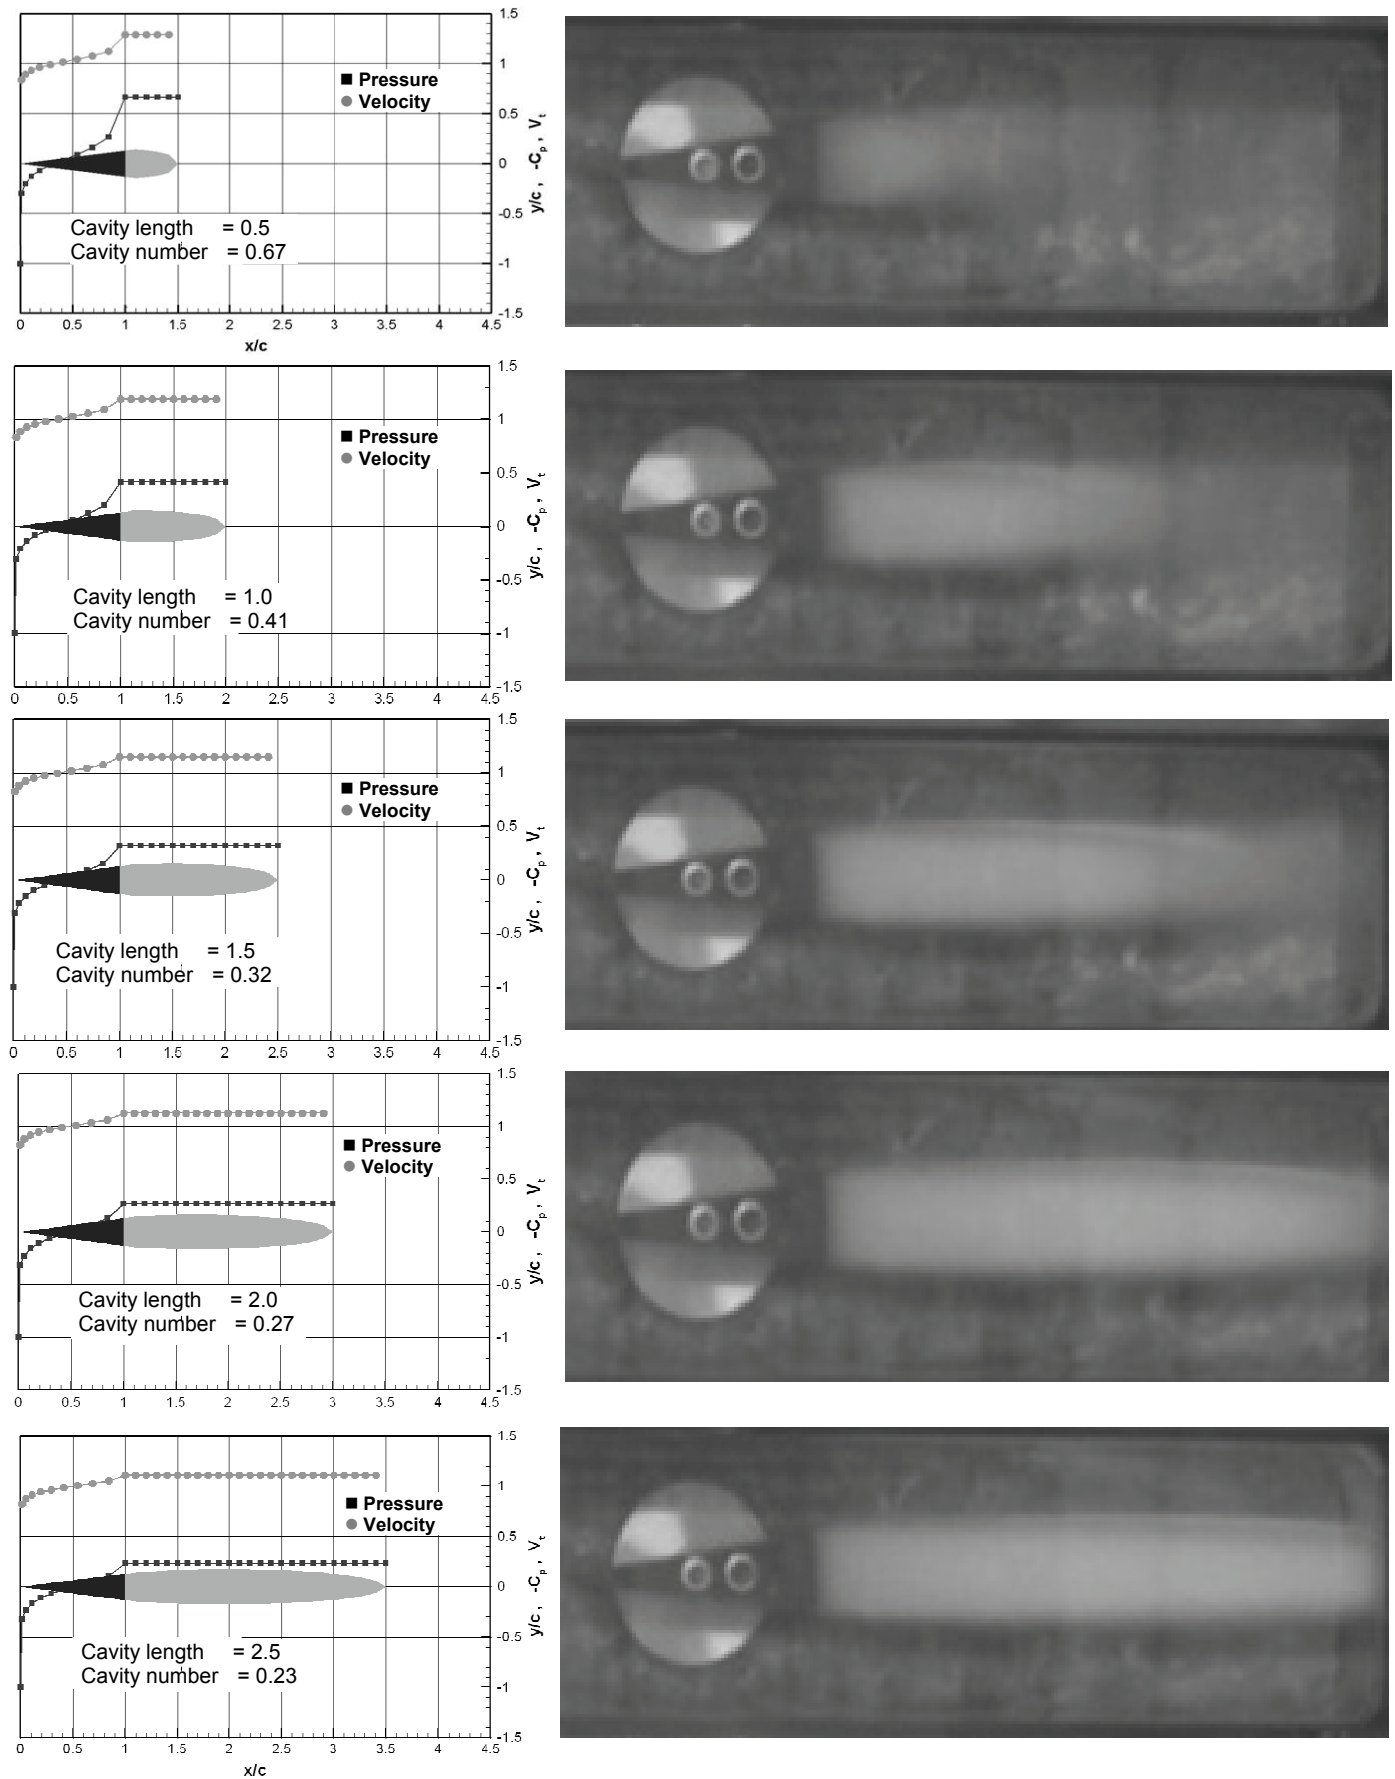 1.5
1
0.5
0
-0.5
-1
-1.5
y/c , -Cp , Vt
Pressure
Velocity
Cavity length = 0.5
Cavity number = 0.67
0 0.5 1 1.5 2 2.5 3 3.5 4 4.5
x/c
1.5
1
0.5
0
-0.5
-1
-1.5
y/c , -Cp , Vt
Pressure
Velocity
Cavity length = 1.0
Cavity number = 0.41
0 0.5 1 1.5 2 2.5 3 3.5 4 4.5
1.5
1
0.5
0
-0.5
-1
-1.5
y/c , -Cp , Vt
Pressure
Velocity
Cavity length = 1.5
Cavity number = 0.32
0 0.5 1 1.5 2 2.5 3 3.5 4 4.5
1.5
1
0.5
0
-0.5
-1
-1.5
y/c , -Cp , Vt
Pressure
Velocity
Cavity length = 2.0
Cavity number = 0.27
0 0.5 1 1.5 2 2.5 3 3.5 4 4.5
1.5
1
0.5
0
-0.5
-1
-1.5
y/c , -Cp , Vt
Pressure
Velocity
Cavity length = 2.5
Cavity number = 0.23
0 0.5 1 1.5 2 2.5 3 3.5 4 4.5
x/c